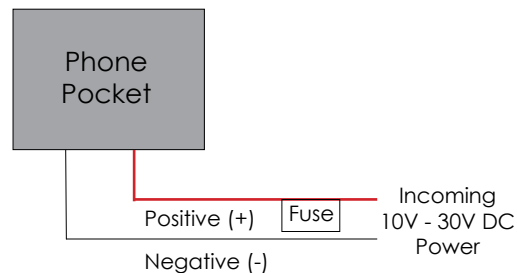 Phone
Pocket
Positive (+)
Fuse
Incoming
10V - 30V DC
Power
Negative (-)